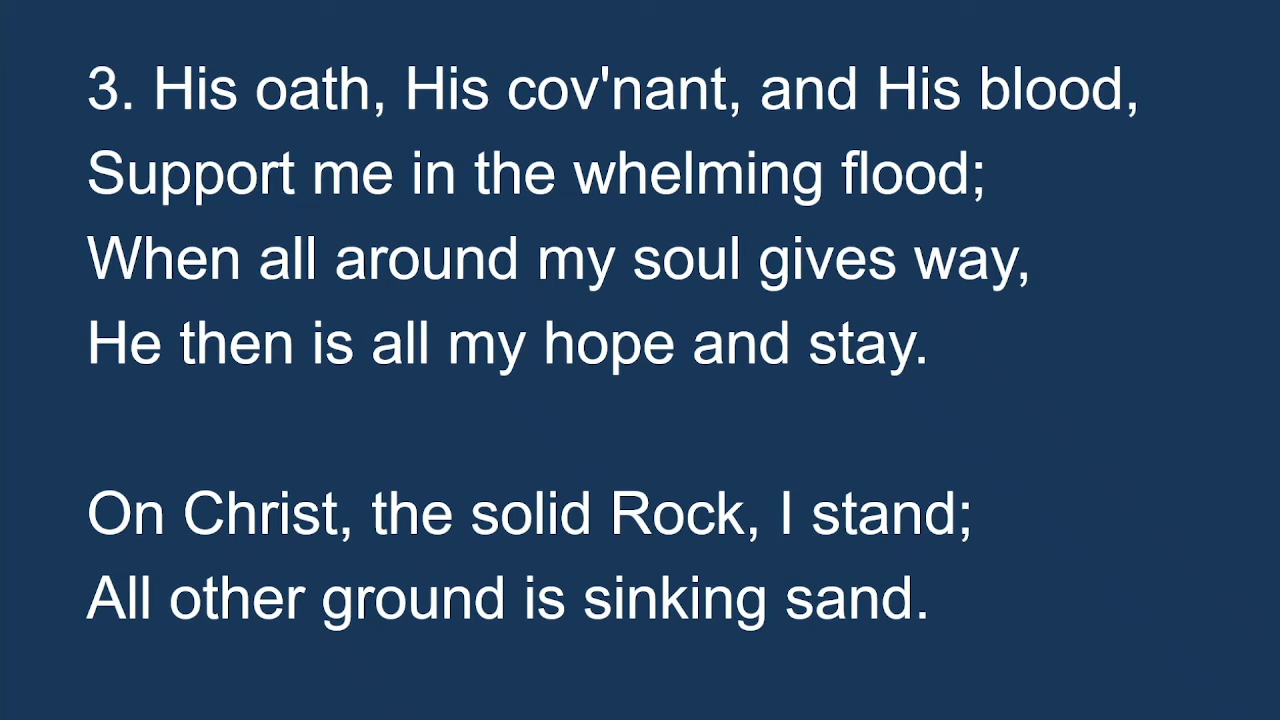 3. His oath, His cov'nant, and His blood,
Support me in the whelming flood;
When all around my soul gives way,
He then is all my hope and stay.
On Christ, the solid Rock, I stand;
All other ground is sinking sand.